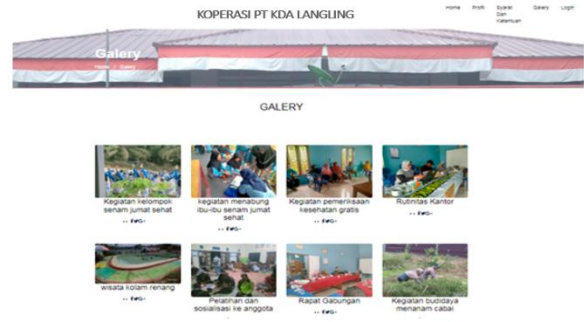 KOPERASI PT KDA LANGLING
Home Profil Syarat Dan Ketentuan Galery Login
Galery
Home / Galery
GALERY
Kegiatan kelompok
senam jumat sehat
kegiatan menabung
ibu-ibu senam jumat
sehat
Kegiatan pemeriksaan
kesehatan gratis
Rutinitas Kantor
wisata kolam renang
Pelatihan dan
sosialisasi ke anggota
Rapat Gabungan
Kegiatan budidaya
menanam cabai